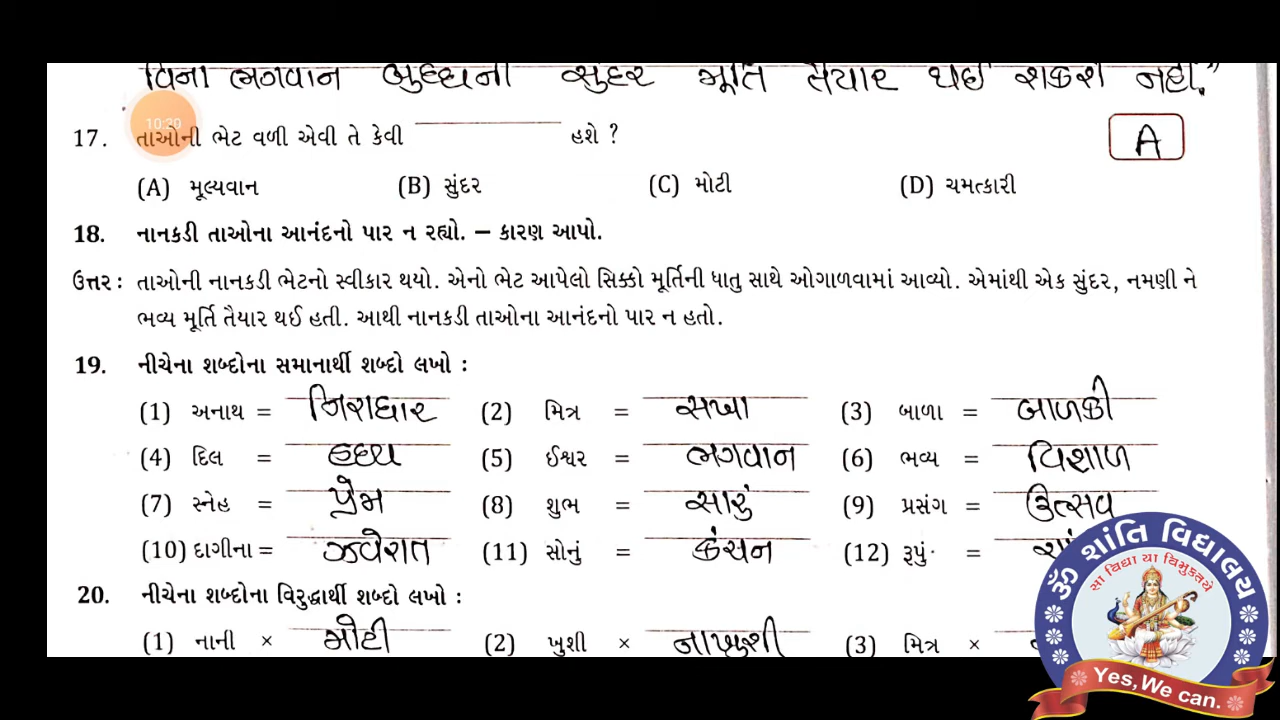 વિના ભગવાન બુદ્ધની સુંદર મૂર્તિ તૈયાર થઈ શકશે નહીં."
10:20
17. તાઓની ભેટ વળી એવી તે કેવી ____________ હશે ? A
(A) મૂલ્યવાન (B) સુંદર (C) મોટી (D) ચમત્કારી
18. નાનકડી તાઓના આનંદનો પાર ન રહ્યો. – કારણ આપો.
ઉત્તર : તાઓની નાનકડી ભેટનો સ્વીકાર થયો. એનો ભેટ આપેલો સિક્કો મૂર્તિની ધાતુ સાથે ઓગાળવામાં આવ્યો. એમાંથી એક સુંદર, નમણી ને
ભવ્ય મૂર્તિ તૈયાર થઈ હતી. આથી નાનકડી તાઓના આનંદનો પાર ન હતો.
19. નીચેના શબ્દોના સમાનાર્થી શબ્દો લખો :
(1) અનાથ = નિરાધાર (2) મિત્ર = સખા (3) બાળા = બાળકી
(4) દિલ = હ્રદય (5) ઈશ્વર = ભગવાન (6) ભવ્ય = વિશાળ
(7) સ્નેહ = પ્રેમ (8) શુભ = સારું (9) પ્રસંગ = ઉત્સવ
(10) દાગીના = ઝવેરાત (11) સોનું = કંચન (12) રૂપું =
20. નીચેના શબ્દોના વિરુદ્ધાર્થી શબ્દો લખો :
(1) નાની × મોટી (2) ખુશી × નાખુશી (3) મિત્ર ×
ૐ શાંતિ વિદ્યાલય
સા વિદ્યા યા વિમુક્તયે
Yes, We can.